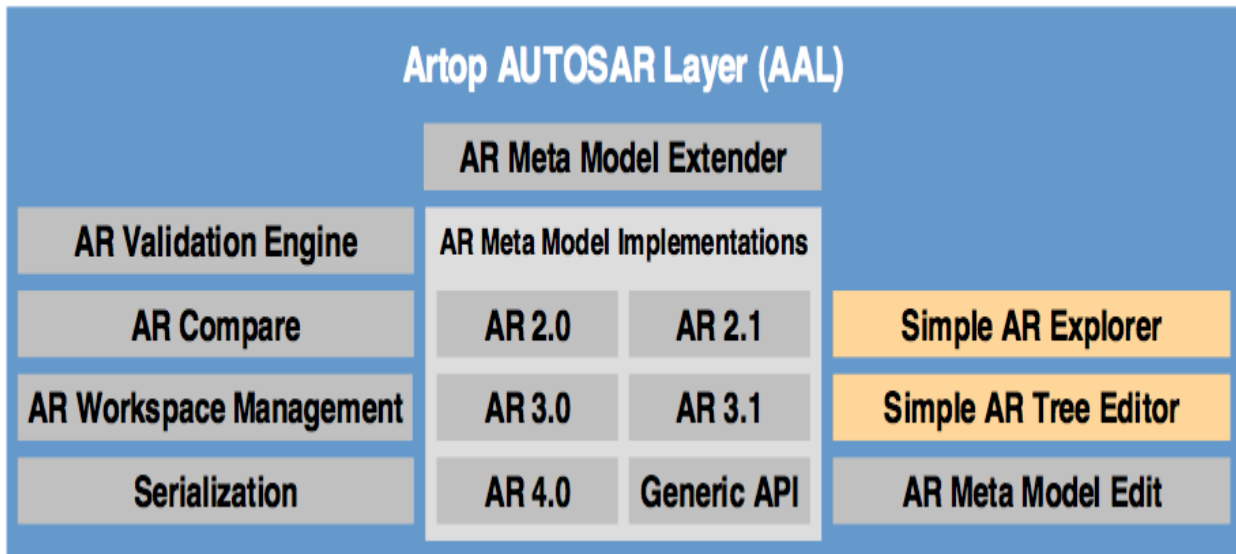 Artop AUTOSAR Layer (AAL)
AR Meta Model Extender
AR Validation Engine
AR Meta Model Implementations
AR Compare
AR 2.0
AR 2.1
Simple AR Explorer
AR Workspace Management
AR 3.0
AR 3.1
Simple AR Tree Editor
Serialization
AR 4.0
Generic API
AR Meta Model Edit